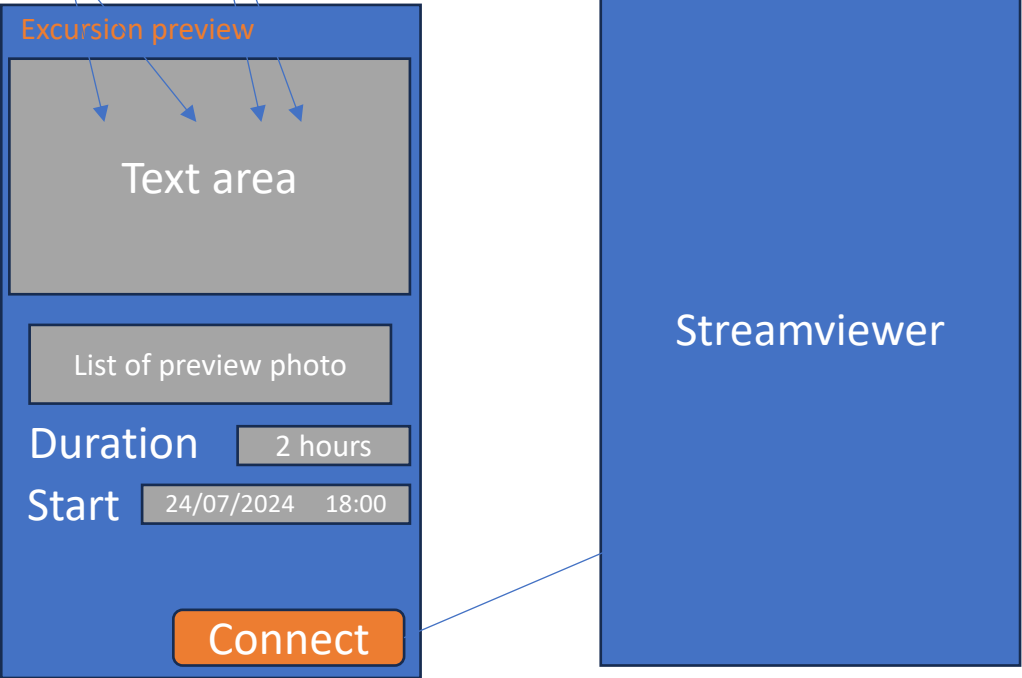 Excursion preview
Text area
List of preview photo
Duration 2 hours
Start 24/07/2024 18:00
Connect
Streamviewer